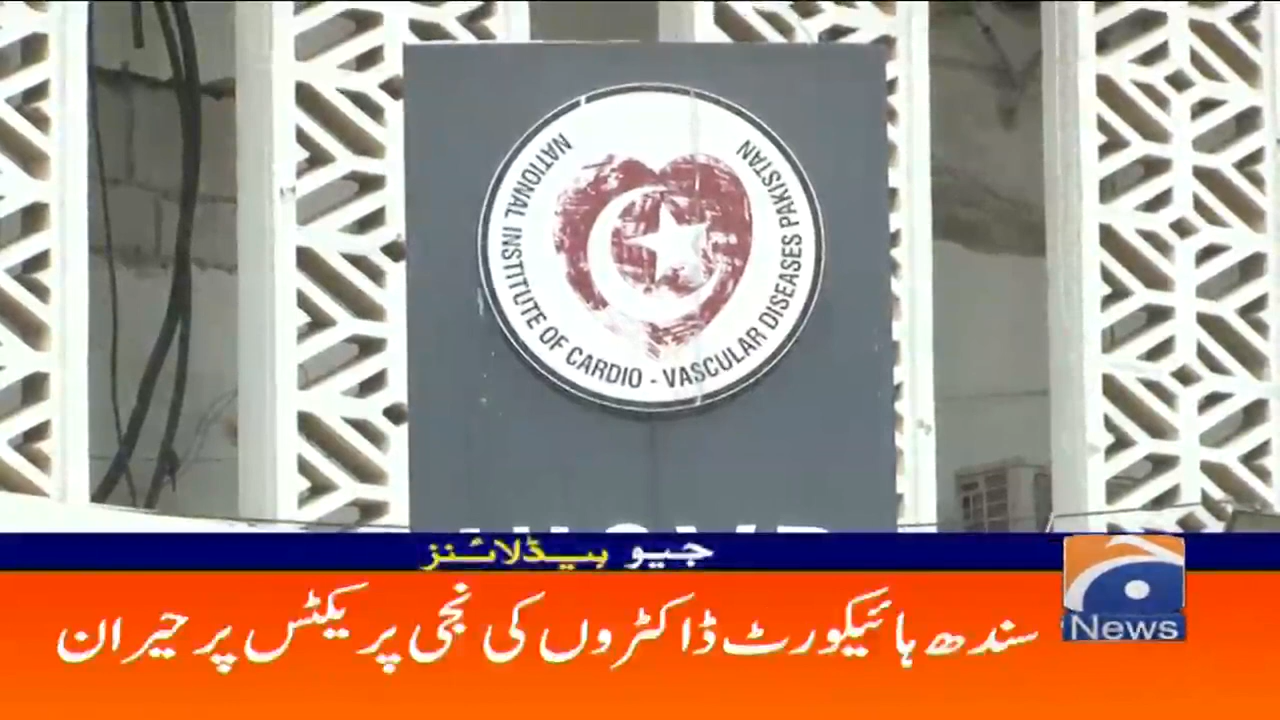 NATIONAL INSTITUTE OF CARDIO - VASCULAR DISEASES PAKISTAN
جیو ہیڈلائنز
سندھ ہائیکورٹ ڈاکٹروں کی نجی پریکٹس پر حیران
News